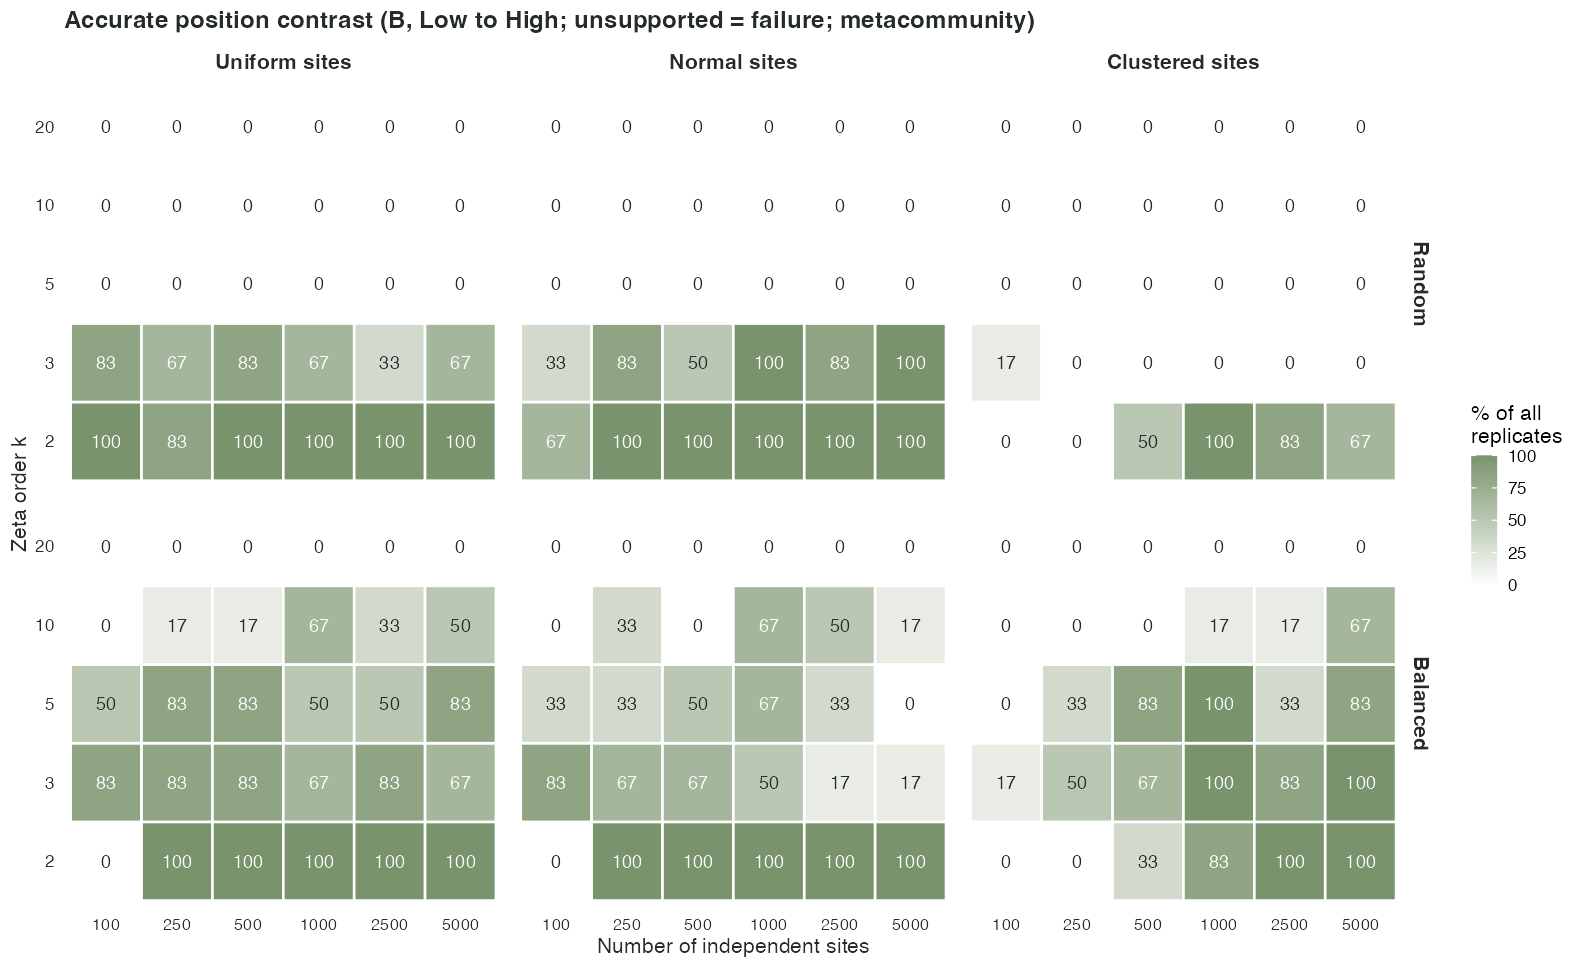 Accurate position contrast (B, Low to High; unsupported = failure; metacommunity)
Uniform sites Normal sites Clustered sites
20 0 0 0 0 0 0 0 0 0 0 0 0 0 0 0 0 0 0
10 0 0 0 0 0 0 0 0 0 0 0 0 0 0 0 0 0 0
5 0 0 0 0 0 0 0 0 0 0 0 0 0 0 0 0 0 0
3 83 67 83 67 33 67 33 83 50 100 83 100 17 0 0 0 0 0
2 100 83 100 100 100 100 67 100 100 100 100 100 0 0 50 100 83 67
Random
20 0 0 0 0 0 0 0 0 0 0 0 0 0 0 0 0 0 0
10 0 17 17 67 33 50 0 33 0 67 50 17 0 0 0 17 17 67
5 50 83 83 50 50 83 33 33 50 67 33 0 0 33 83 100 33 83
3 83 83 83 67 83 67 83 67 67 50 17 17 17 50 67 100 83 100
2 0 100 100 100 100 100 0 100 100 100 100 100 0 0 33 83 100 100
Balanced
100 250 500 1000 2500 5000 100 250 500 1000 2500 5000 100 250 500 1000 2500 5000
Number of independent sites
Zeta order k
% of all
replicates
100
75
50
25
0